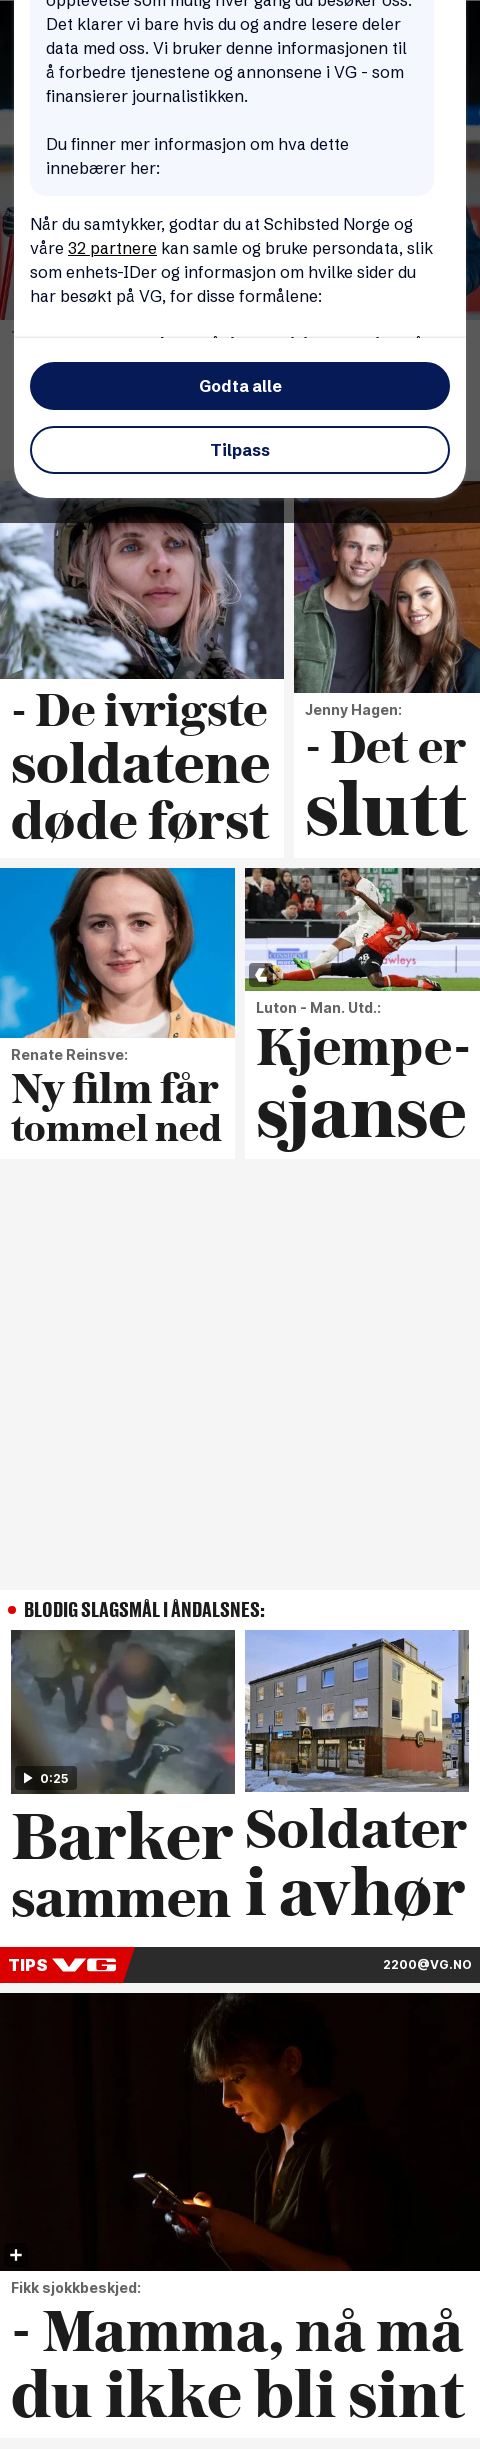 opplevelse som mulig hver gang du besøker oss.
Det klarer vi bare hvis du og andre lesere deler
data med oss. Vi bruker denne informasjonen til
å forbedre tjenestene og annonsene i VG - som
finansierer journalistikken.
Du finner mer informasjon om hva dette
innebærer her:
Når du samtykker, godtar du at Schibsted Norge og
våre 32 partnere kan samle og bruke persondata, slik
som enhets-IDer og informasjon om hvilke sider du
har besøkt på VG, for disse formålene:
Godta alle
Tilpass
- De ivrigste
soldatene
døde først
Jenny Hagen:
- Det er
slutt
Renate Reinsve:
Ny film får
tommel ned
Luton - Man. Utd.:
Kjempe-
sjanse
BLODIG SLAGSMÅL I ÅNDALSNES:
0:25
Barker
sammen
Soldater
i avhør
TIPS VG
2200@VG.NO
Fikk sjokkbeskjed:
- Mamma, nå må
du ikke bli sint